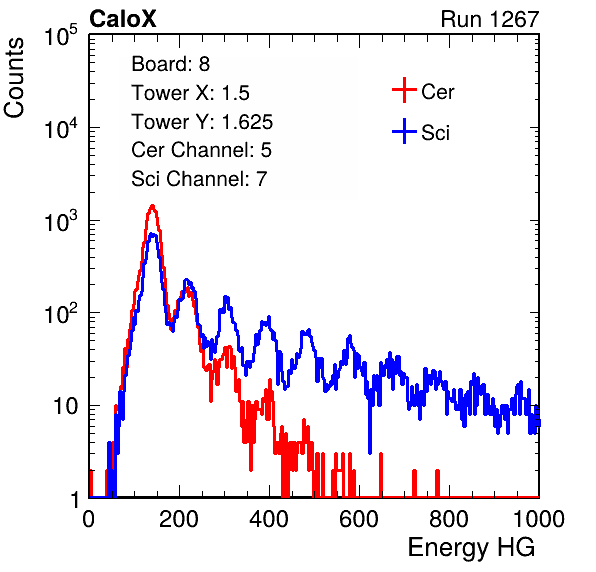 CaloX Run 1267
Counts
Board: 8
Tower X: 1.5
Tower Y: 1.625
Cer Channel: 5
Sci Channel: 7
Cer
Sci
10^5
10^4
10^3
10^2
10
1
0 200 400 600 800 1000
Energy HG